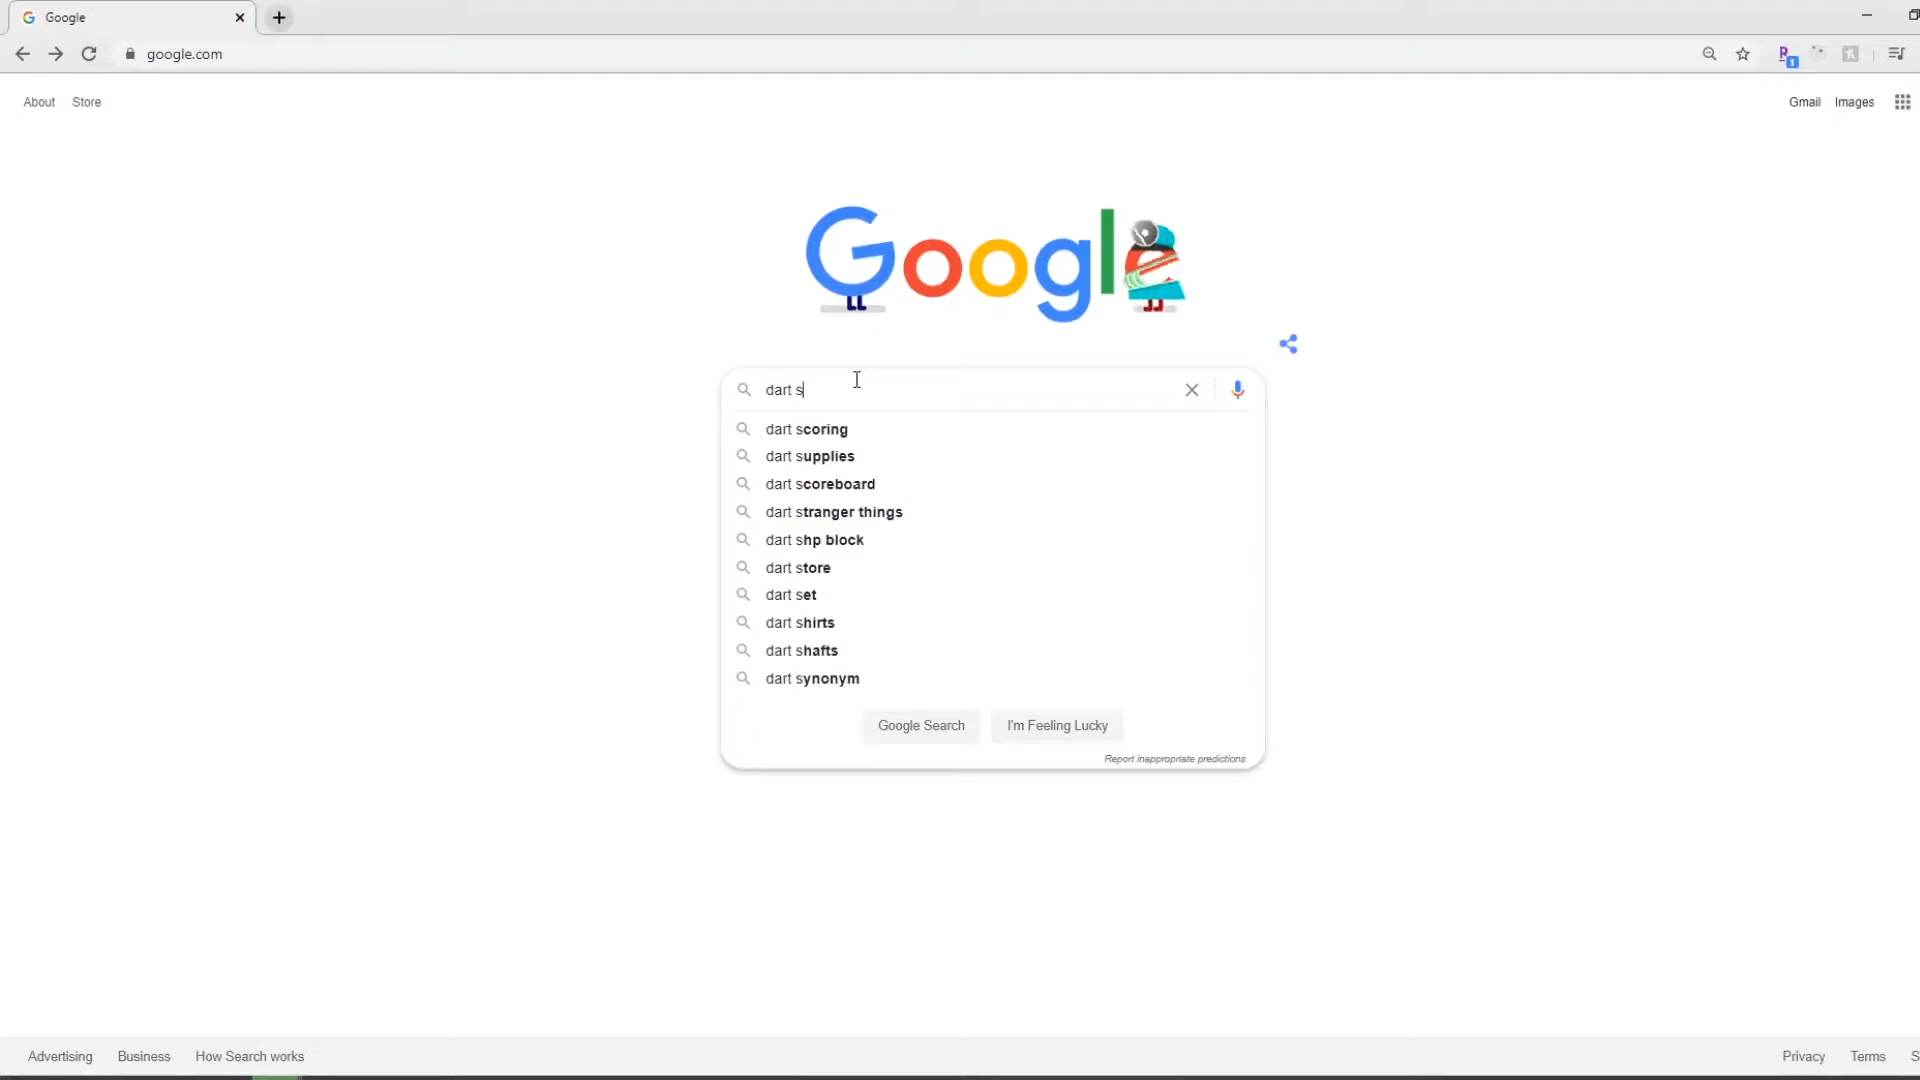 Google
google.com
1
About Store
Gmail Images
Google
dart s
dart scoring
dart supplies
dart scoreboard
dart stranger things
dart shp block
dart store
dart set
dart shirts
dart shafts
dart synonym
Google Search I'm Feeling Lucky
Report inappropriate predictions
Advertising Business How Search works
Privacy Terms S